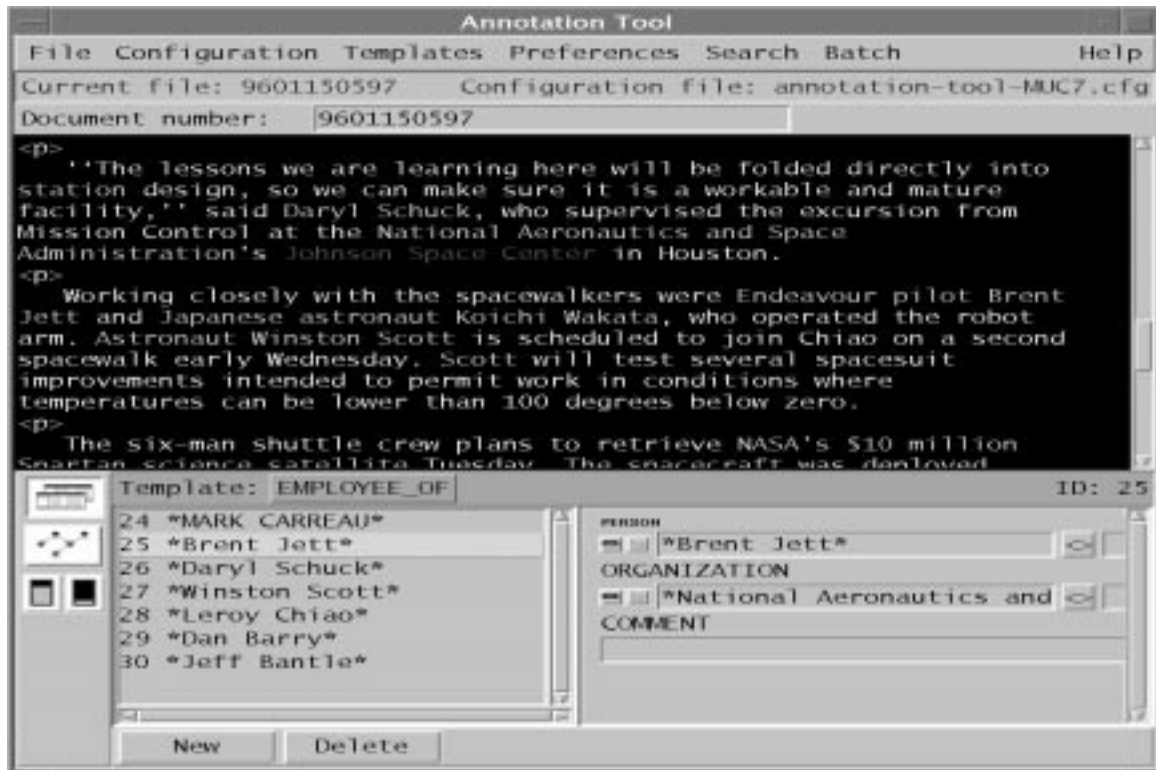 Annotation Tool
File Configuration Templates Preferences Search Batch Help
Current file: 9601150597 Configuration file: annotation-tool-MUC7.cfg
Document number: 9601150597
<p>
''The lessons we are learning here will be folded directly into
station design, so we can make sure it is a workable and mature
facility,'' said Daryl Schuck, who supervised the excursion from
Mission Control at the National Aeronautics and Space
Administration's Johnson Space Center in Houston.
<p>
Working closely with the spacewalkers were Endeavour pilot Brent
Jett and Japanese astronaut Koichi Wakata, who operated the robot
arm. Astronaut Winston Scott is scheduled to join Chiao on a second
spacewalk early Wednesday. Scott will test several spacesuit
improvements intended to permit work in conditions where
temperatures can be lower than 100 degrees below zero.
<p>
The six-man shuttle crew plans to retrieve NASA's $10 million
Spartan science satellite Tuesday. The spacecraft was deployed
Template: EMPLOYEE_OF ID: 25
24 *MARK CARREAU*
25 *Brent Jett*
26 *Daryl Schuck*
27 *Winston Scott*
28 *Leroy Chiao*
29 *Dan Barry*
30 *Jeff Bantle*
PERSON
*Brent Jett*
ORGANIZATION
*National Aeronautics and
COMMENT
New Delete